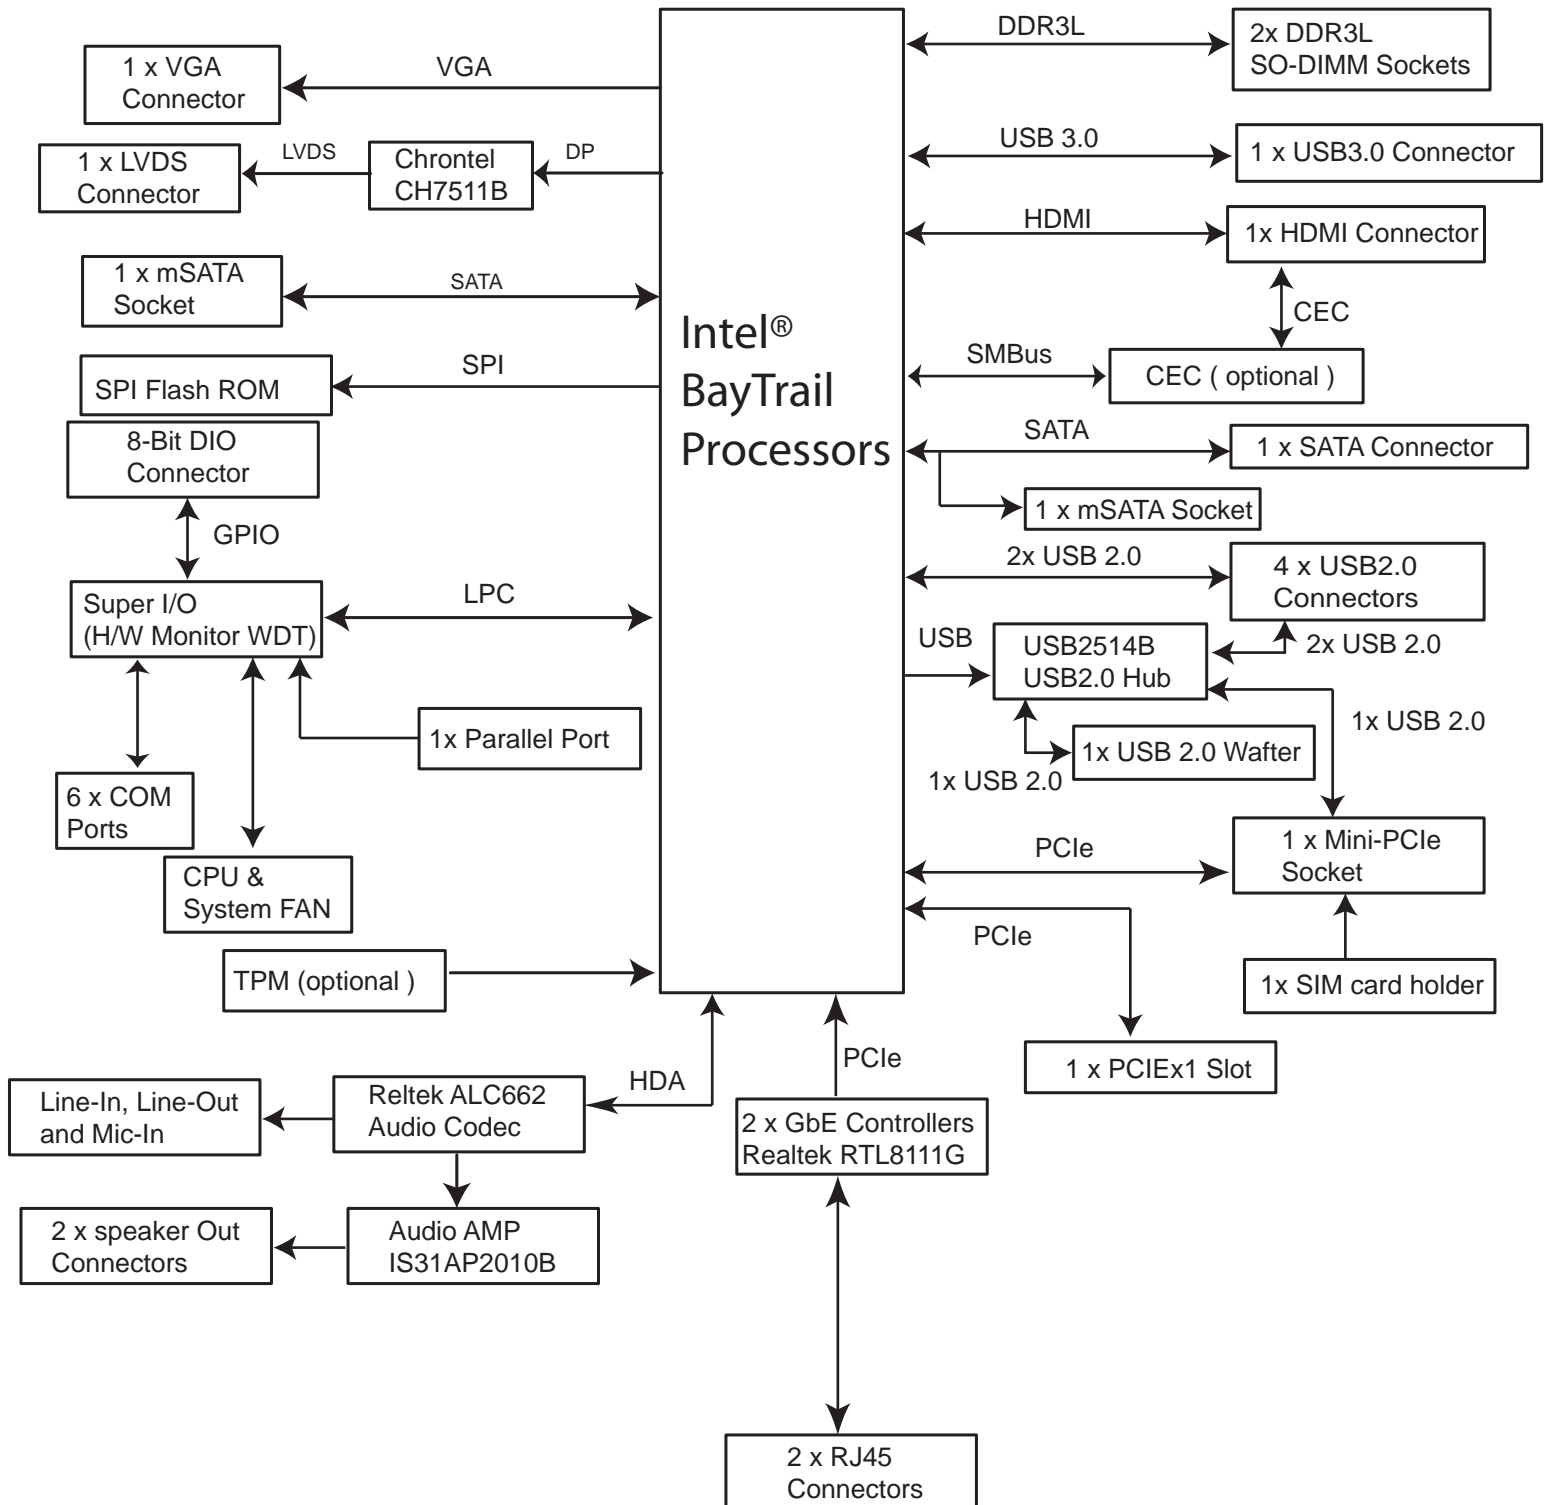 DDR3L
2x DDR3L
SO-DIMM Sockets
1 x VGA
Connector
VGA
USB 3.0
1 x USB3.0 Connector
1 x LVDS
Connector
LVDS
Chrontel
CH7511B
DP
HDMI
1x HDMI Connector
1 x mSATA
Socket
SATA
CEC
Intel®
BayTrail
Processors
SMBus
CEC ( optional )
SPI
SPI Flash ROM
8-Bit DIO
Connector
SATA
1 x SATA Connector
1 x mSATA Socket
GPIO
2x USB 2.0
4 x USB2.0
Connectors
Super I/O
(H/W Monitor WDT)
LPC
USB
USB2514B
USB2.0 Hub
2x USB 2.0
1x Parallel Port
1x USB 2.0
1x USB 2.0 Wafter
1x USB 2.0
6 x COM
Ports
PCIe
1 x Mini-PCIe
Socket
CPU &
System FAN
PCIe
TPM (optional )
1x SIM card holder
PCIe
1 x PCIEx1 Slot
HDA
Line-In, Line-Out
and Mic-In
Reltek ALC662
Audio Codec
2 x GbE Controllers
Realtek RTL8111G
2 x speaker Out
Connectors
Audio AMP
IS31AP2010B
2 x RJ45
Connectors